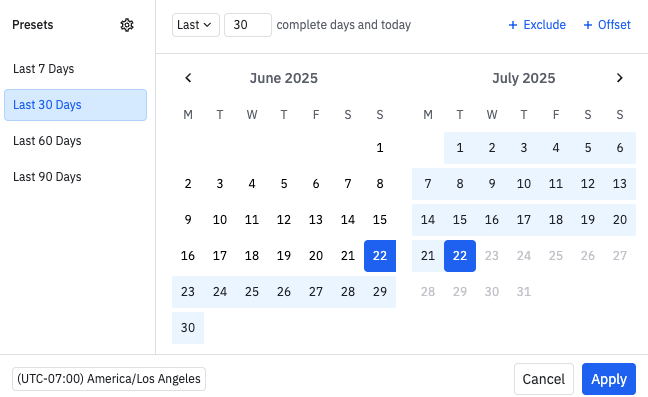 Presets
Last 30 complete days and today + Exclude + Offset
Last 7 Days
Last 30 Days
Last 60 Days
Last 90 Days
June 2025
M T W T F S S
1
2 3 4 5 6 7 8
9 10 11 12 13 14 15
16 17 18 19 20 21 22
23 24 25 26 27 28 29
30
July 2025
M T W T F S S
1 2 3 4 5 6
7 8 9 10 11 12 13
14 15 16 17 18 19 20
21 22 23 24 25 26 27
28 29 30 31
(UTC-07:00) America/Los Angeles
Cancel Apply